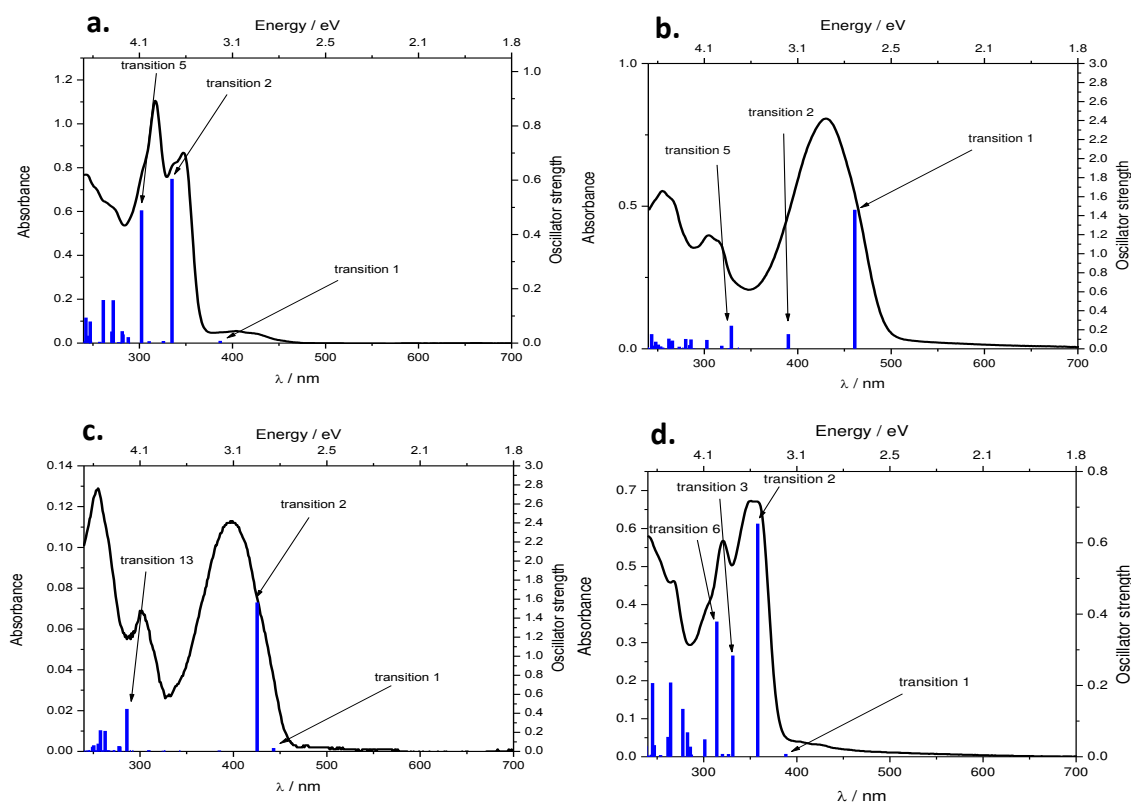 a.
Energy / eV
4.1 3.1 2.5 2.1 1.8
transition 5
transition 2
transition 1
Absorbance
1.2
1.0
0.8
0.6
0.4
0.2
0.0
Oscillator strength
1.0
0.8
0.6
0.4
0.2
0.0
300 400 500 600 700
λ / nm
b.
Energy / eV
4.1 3.1 2.5 2.1 1.8
transition 2
transition 1
transition 5
Absorbance
1.0
0.5
0.0
Oscillator strength
3.0
2.8
2.6
2.4
2.2
2.0
1.8
1.6
1.4
1.2
1.0
0.8
0.6
0.4
0.2
0.0
300 400 500 600 700
λ / nm
c.
Energy / eV
4.1 3.1 2.5 2.1 1.8
transition 2
transition 13
transition 1
Absorbance
0.14
0.12
0.10
0.08
0.06
0.04
0.02
0.00
Oscillator strength
3.0
2.8
2.6
2.4
2.2
2.0
1.8
1.6
1.4
1.2
1.0
0.8
0.6
0.4
0.2
0.0
300 400 500 600 700
λ / nm
d.
Energy / eV
4.1 3.1 2.5 2.1 1.8
transition 2
transition 3
transition 6
transition 1
Absorbance
0.7
0.6
0.5
0.4
0.3
0.2
0.1
0.0
Oscillator strength
0.8
0.6
0.4
0.2
0.0
300 400 500 600 700
λ / nm